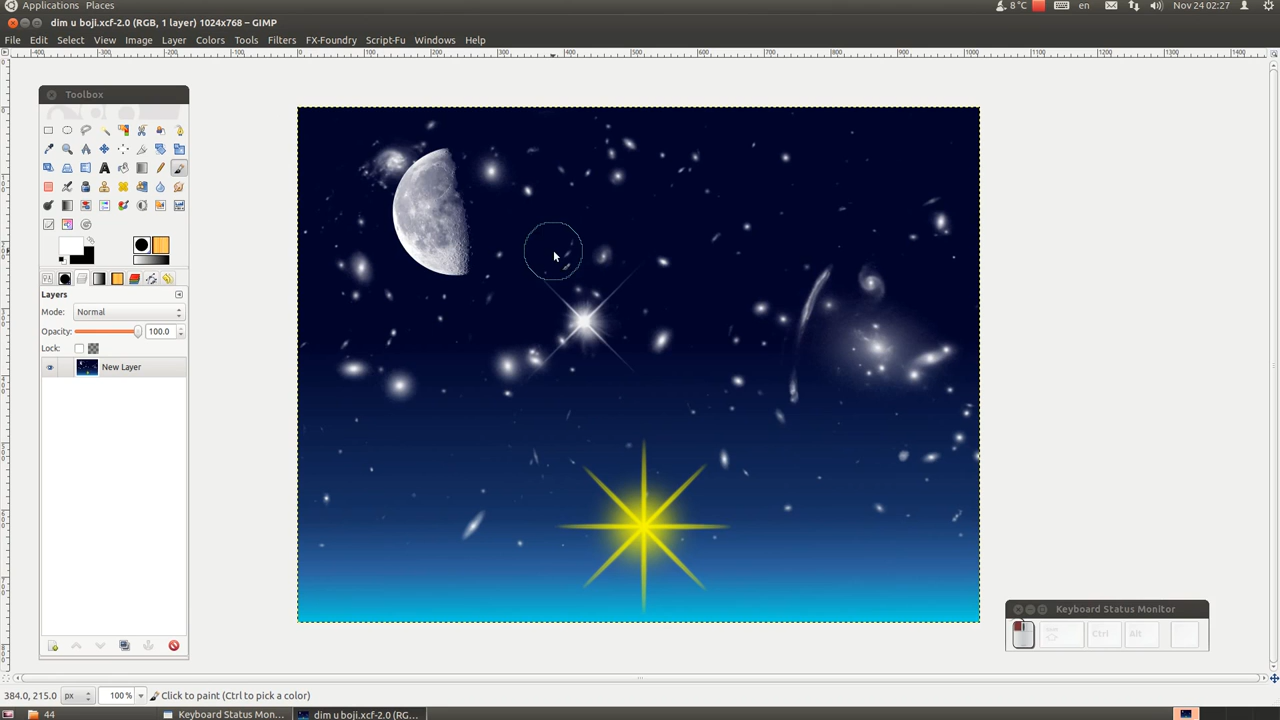 Applications Places
8 °C en Nov 24 02:27
dim u boji.xcf-2.0 (RGB, 1 layer) 1024x768 – GIMP
File Edit Select View Image Layer Colors Tools Filters FX-Foundry Script-Fu Windows Help
Toolbox
Layers
Mode: Normal
Opacity: 100.0
Lock:
New Layer
Keyboard Status Monitor
Ctrl Alt
384.0, 215.0 px 100 % Click to paint (Ctrl to pick a color)
44 Keyboard Status Mon... dim u boji.xcf-2.0 (RG...